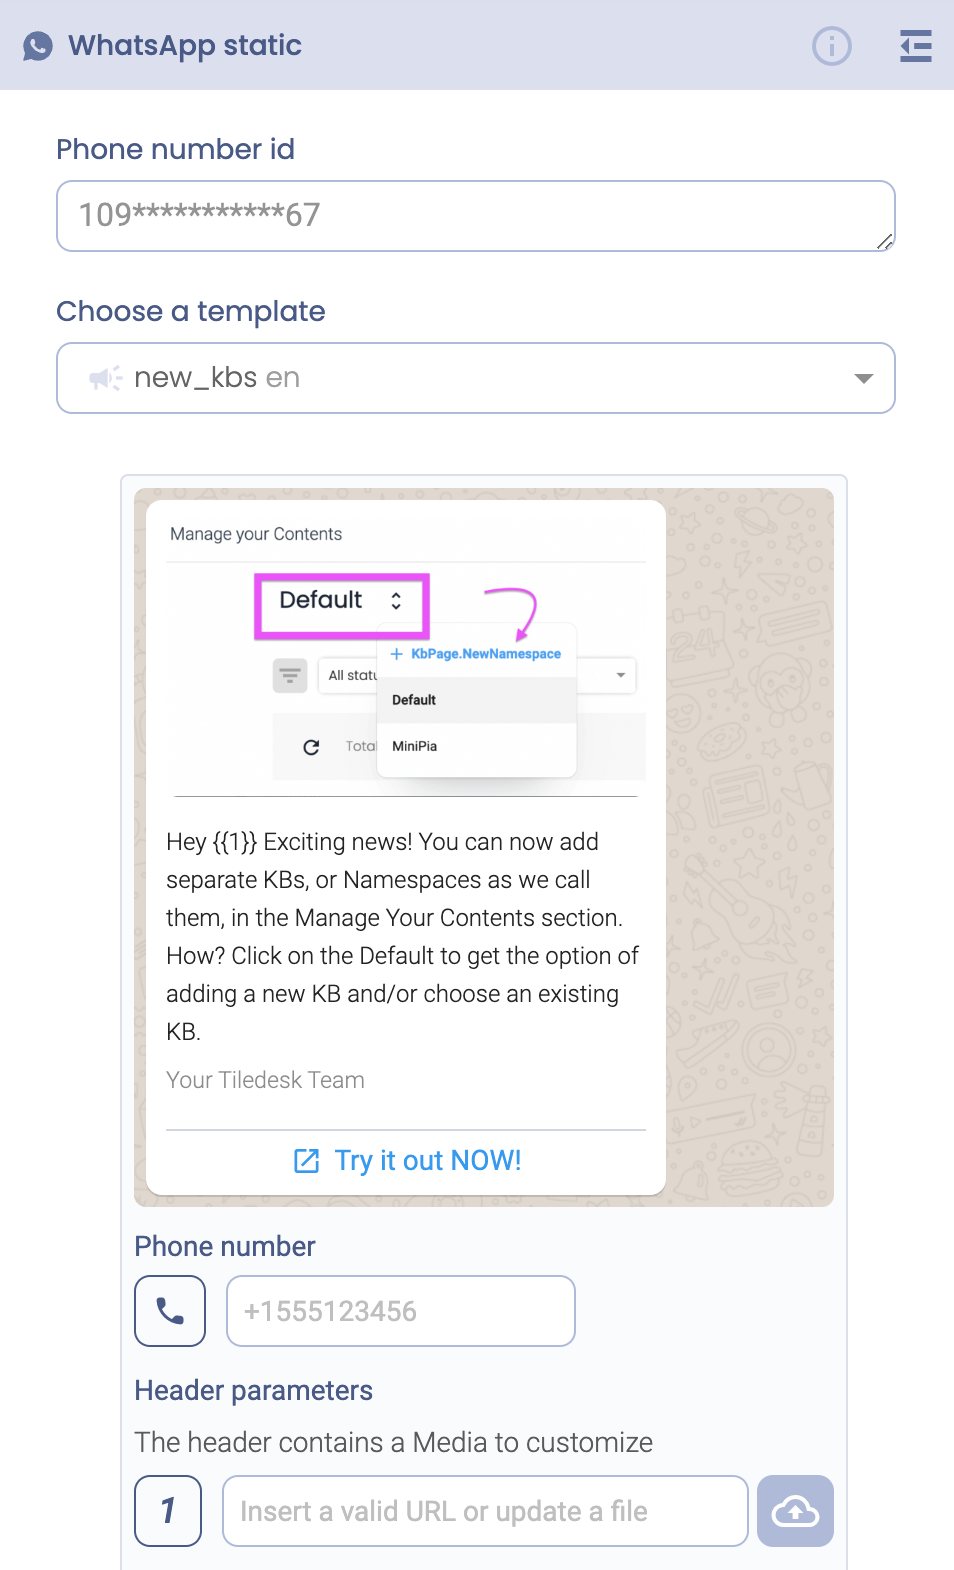 WhatsApp static
Phone number id
109***********67
Choose a template
new_kbs en
Manage your Contents
Default
+ KbPage.NewNamespace
All statu
Default
Total
MiniPia
Hey {{1}} Exciting news! You can now add
separate KBs, or Namespaces as we call
them, in the Manage Your Contents section.
How? Click on the Default to get the option of
adding a new KB and/or choose an existing
KB.
Your Tiledesk Team
Try it out NOW!
Phone number
+1555123456
Header parameters
The header contains a Media to customize
1
Insert a valid URL or update a file